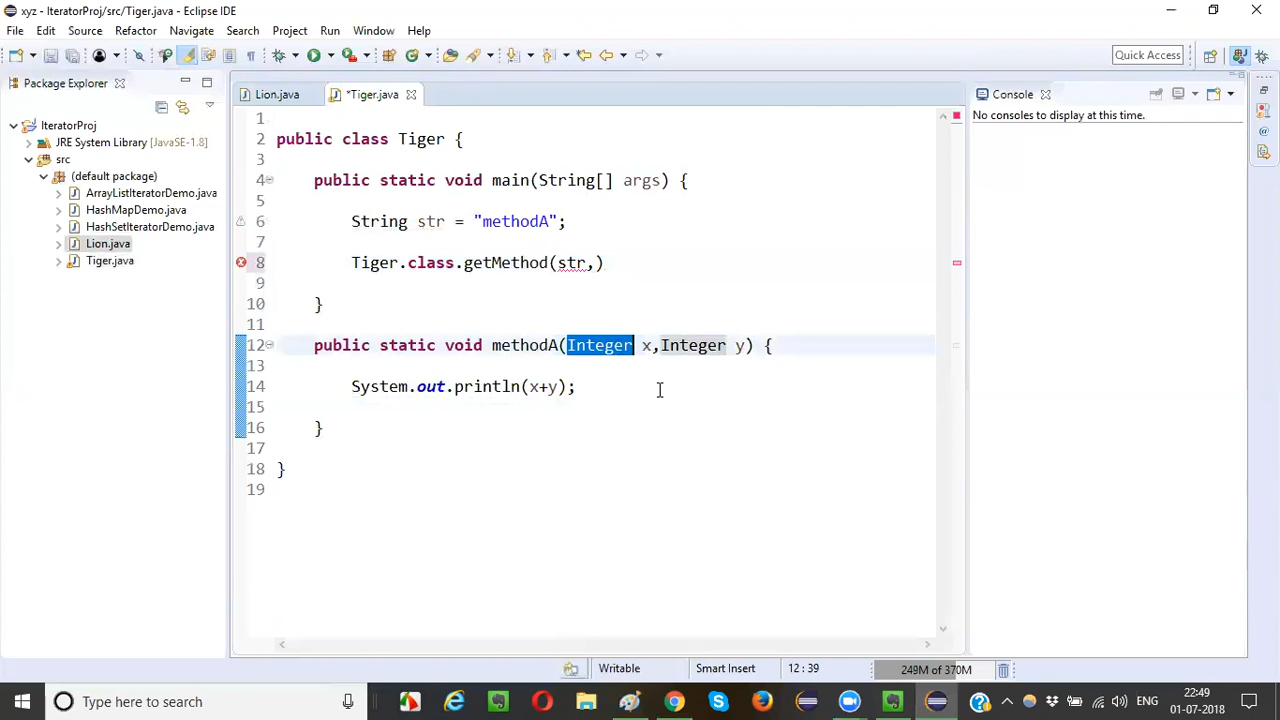 xyz - IteratorProj/src/Tiger.java - Eclipse IDE
File Edit Source Refactor Navigate Search Project Run Window Help
Quick Access
Package Explorer
Lion.java
*Tiger.java
Console
No consoles to display at this time.
IteratorProj
JRE System Library [JavaSE-1.8]
src
(default package)
ArrayListIteratorDemo.java
HashMapDemo.java
HashSetIteratorDemo.java
Lion.java
Tiger.java
1
2 public class Tiger {
3
4 public static void main(String[] args) {
5
6 String str = "methodA";
7
8 Tiger.class.getMethod(str,)
9
10 }
11
12 public static void methodA(Integer x,Integer y) {
13
14 System.out.println(x+y);
15
16 }
17
18 }
19
Writable Smart Insert 12 : 39 249M of 370M
Type here to search
ENG
22:49
01-07-2018